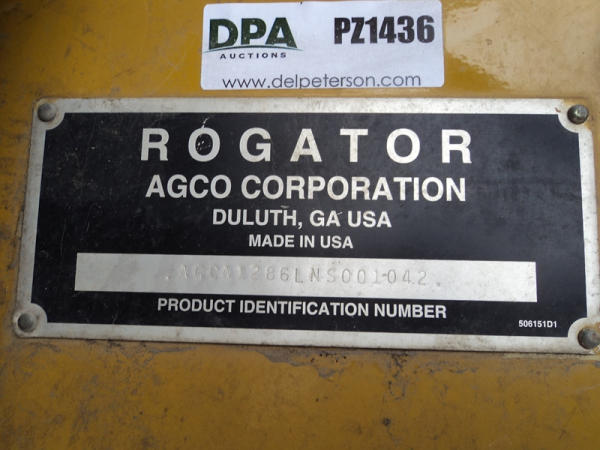 DPA
AUCTIONS
PZ1436
www.delpeterson.com
ROGATOR
AGCO CORPORATION
DULUTH, GA USA
MADE IN USA
AGCA1286LNS001042
PRODUCT IDENTIFICATION NUMBER
506151D1